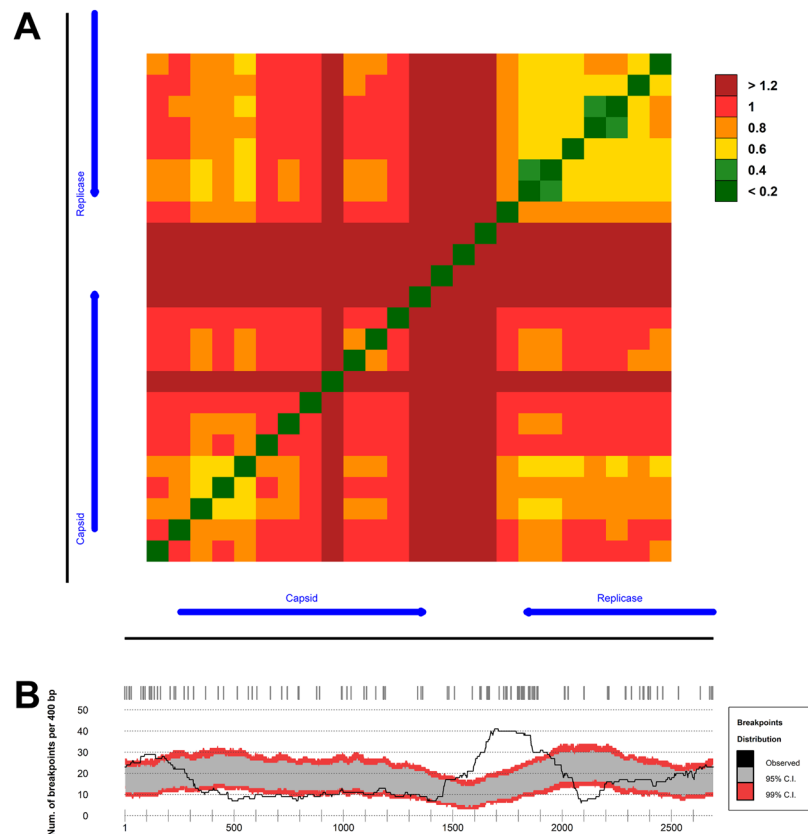 A
Replicase
Capsid
> 1.2
1
0.8
0.6
0.4
< 0.2
Capsid
Replicase
B
Num. of breakpoints per 400 bp
50
40
30
20
10
0
1
500
1000
1500
2000
2500
Breakpoints
Distribution
Observed
95% C.I.
99% C.I.